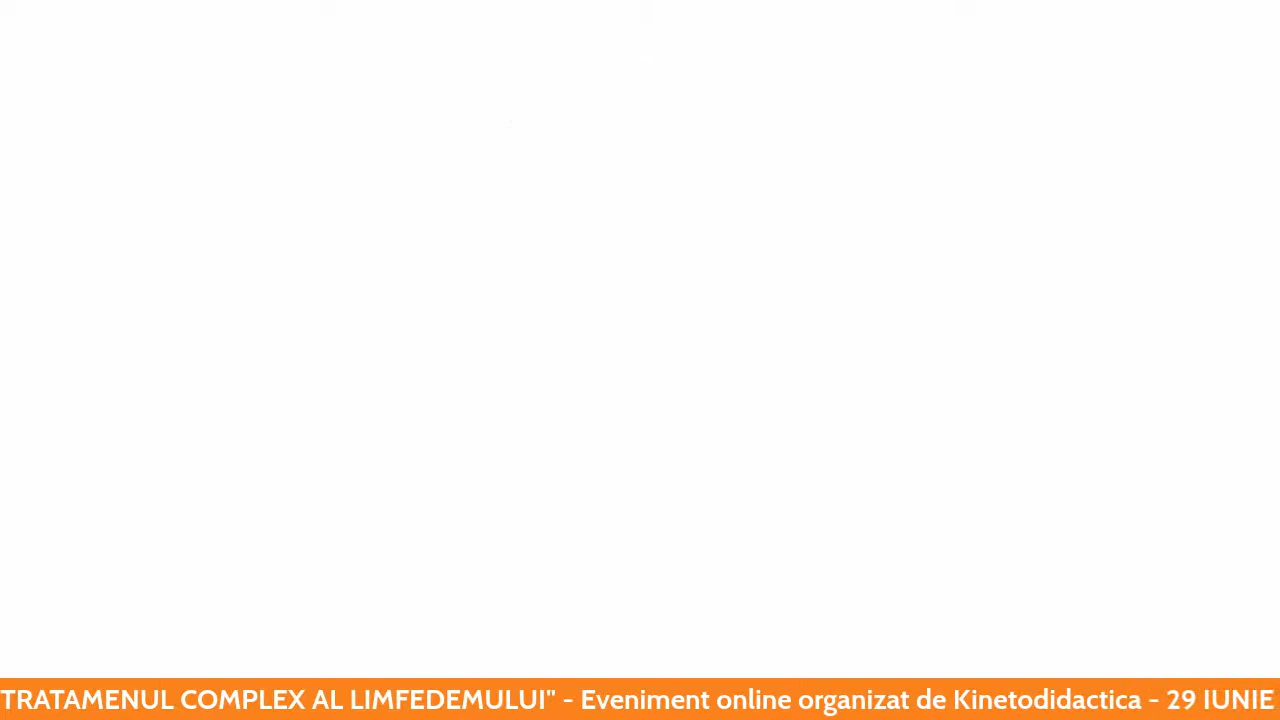 TRATAMENUL COMPLEX AL LIMFEDEMULUI" - Eveniment online organizat de Kinetodidactica - 29 IUNIE